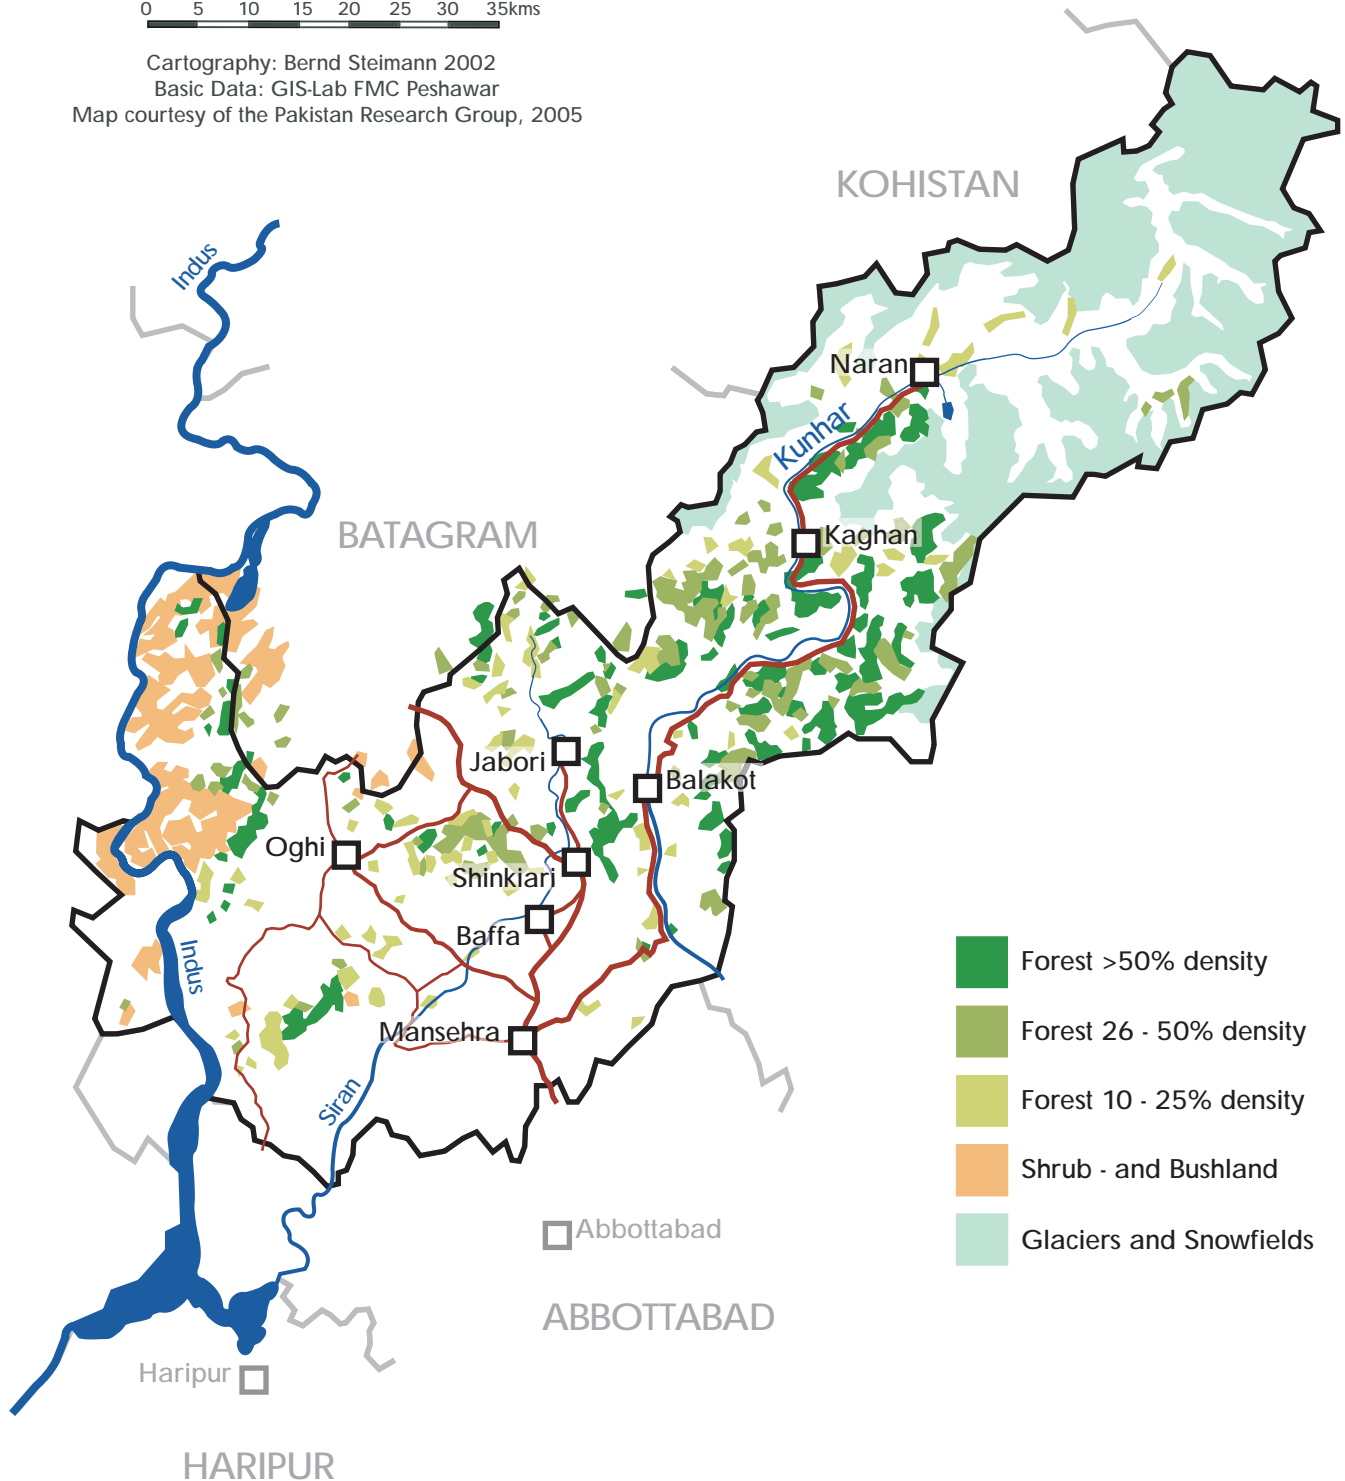 0 5 10 15 20 25 30 35kms
Cartography: Bernd Steimann 2002
Basic Data: GIS-Lab FMC Peshawar
Map courtesy of the Pakistan Research Group, 2005
KOHISTAN
Indus
Naran
Kunhar
BATAGRAM
Kaghan
Jabori
Balakot
Oghi
Shinkiari
Baffa
Indus
Mansehra
Siran
Forest >50% density
Forest 26 - 50% density
Forest 10 - 25% density
Shrub - and Bushland
Glaciers and Snowfields
Abbottabad
ABBOTTABAD
Haripur
HARIPUR